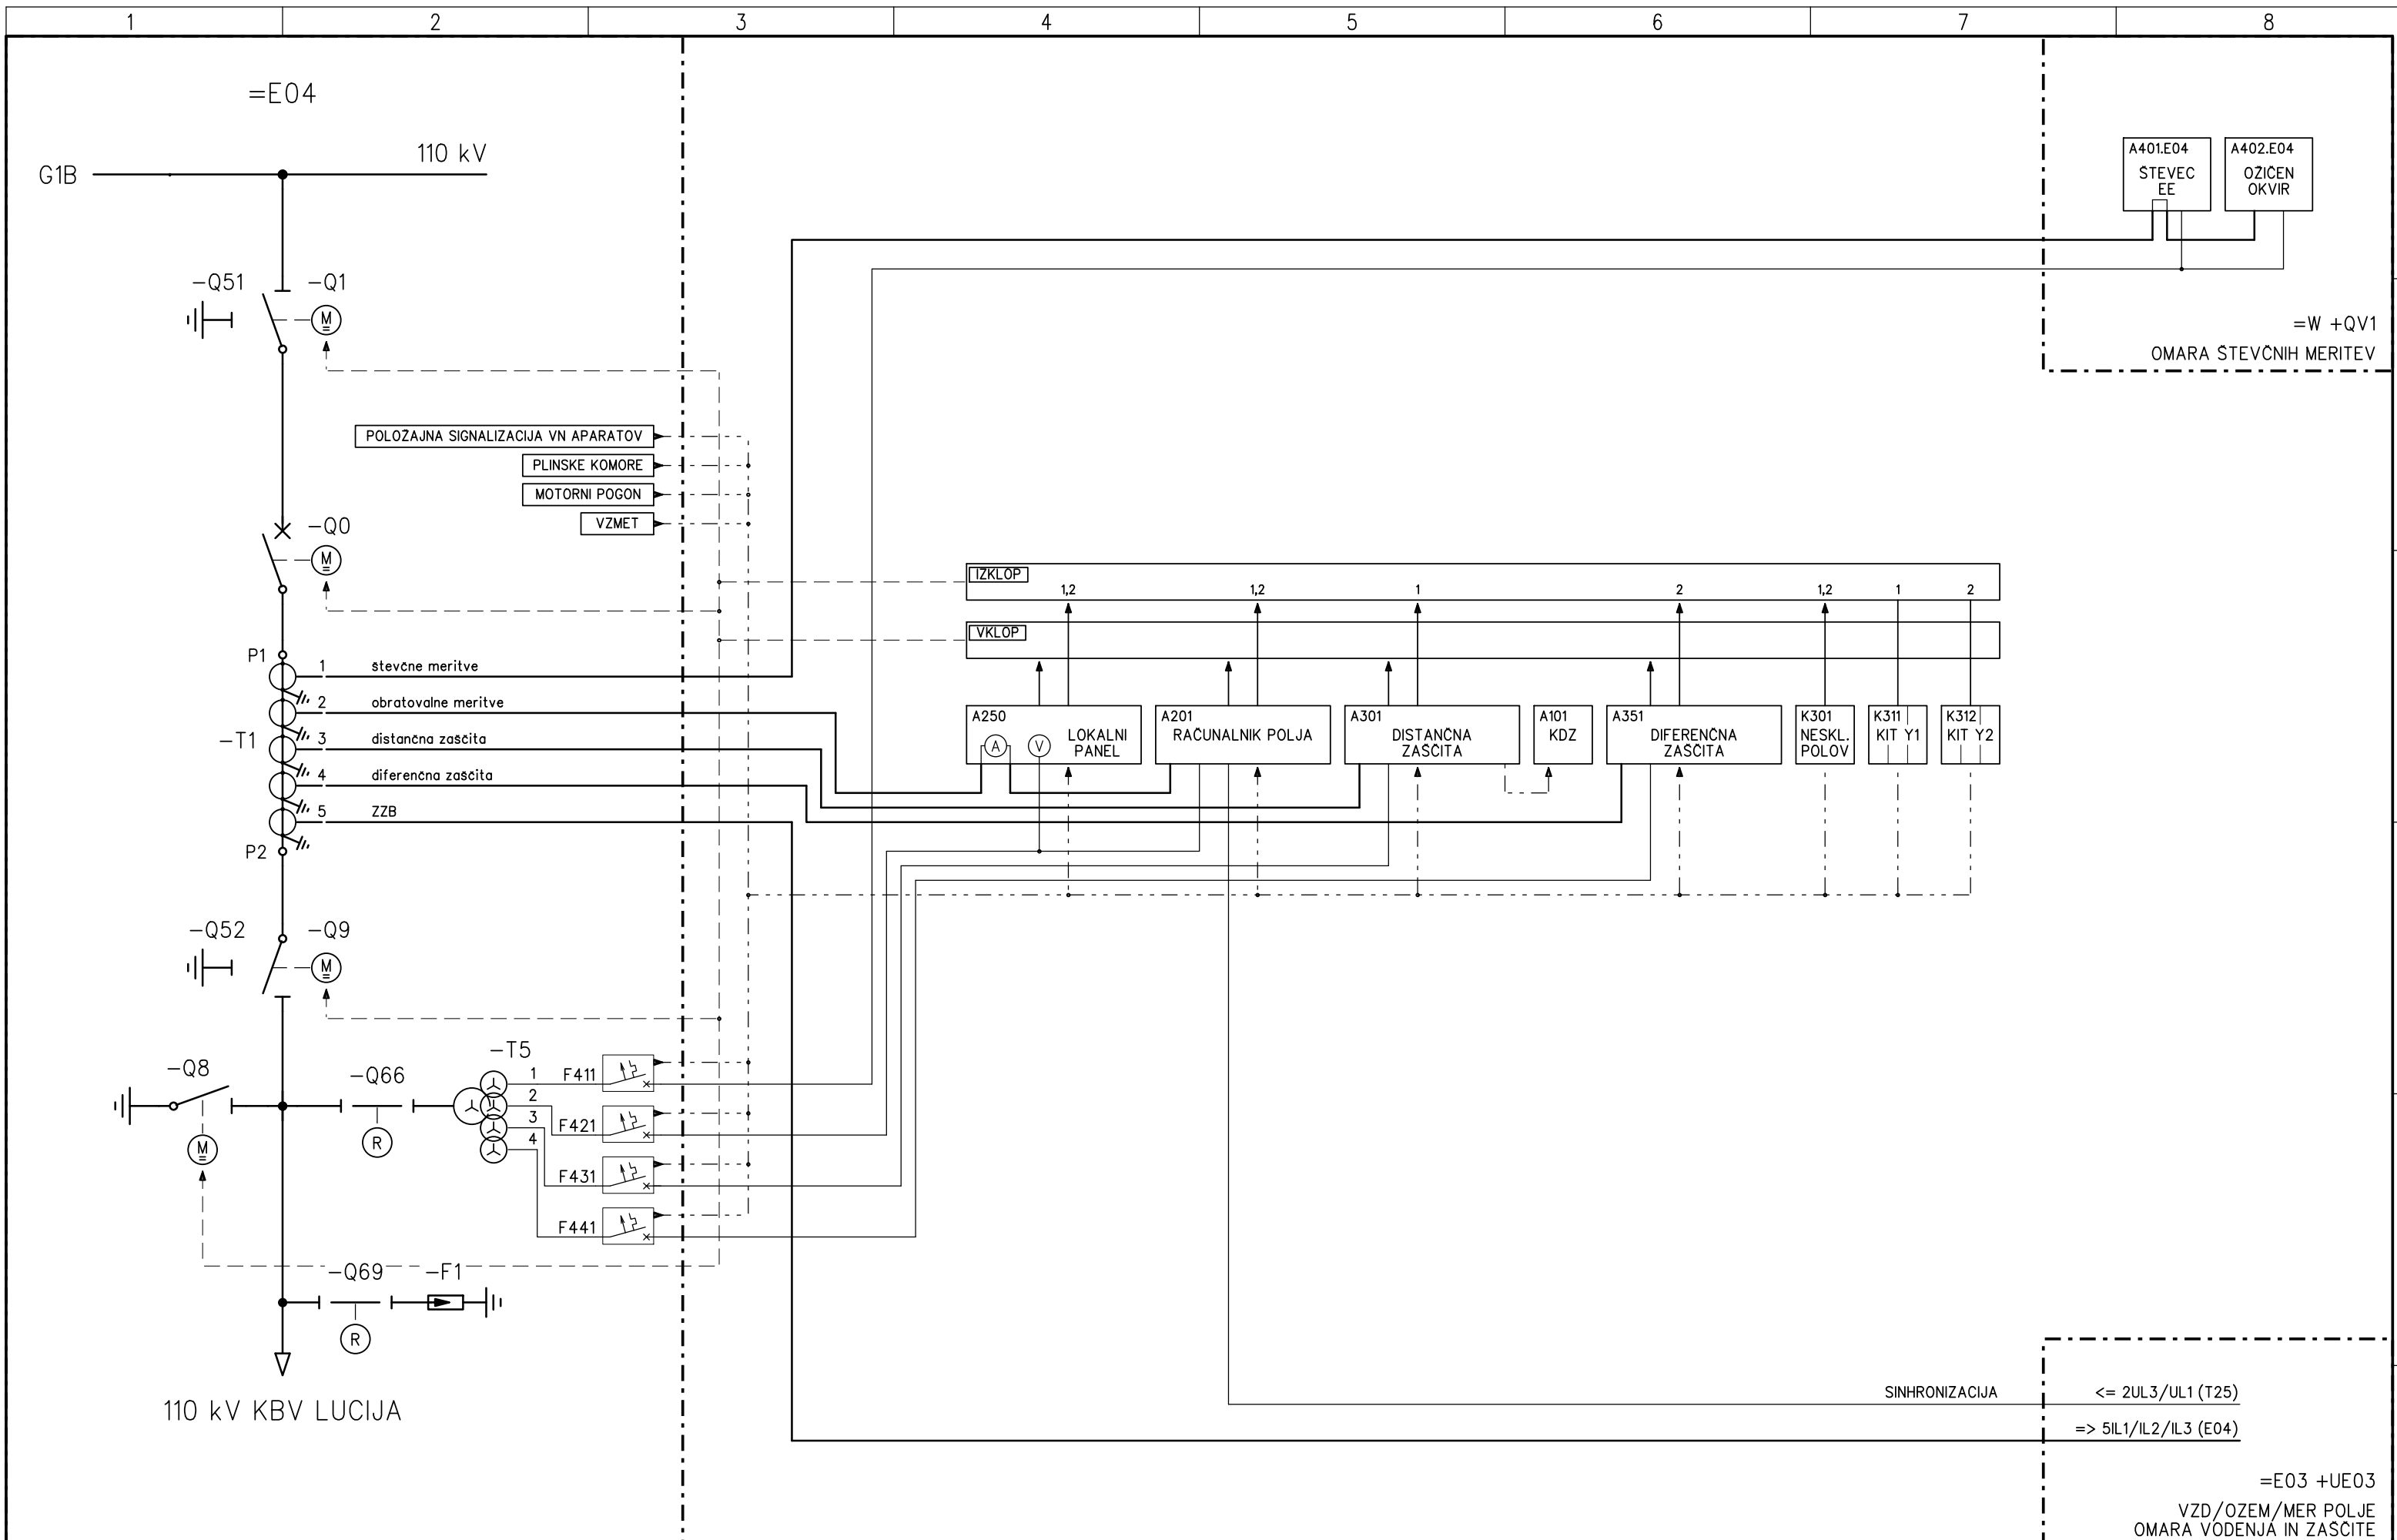 1 2 3 4 5 6 7 8
=E04
110 kV
G1B
A401.E04
ŠTEVEC
EE
A402.E04
OŽIČEN
OKVIR
-Q51
-Q1
M
=W +QV1
OMARA ŠTEVČNIH MERITEV
POLOŽAJNA SIGNALIZACIJA VN APARATOV
PLINSKE KOMORE
MOTORNI POGON
VZMET
-Q0
M
IZKLOP
1,2 1,2 1 2 1,2 1 2
VKLOP
P1
1 števčne meritve
2 obratovalne meritve
-T1
3 distančna zaščita
4 diferenčna zaščita
5 ZZB
P2
A250
A
V
LOKALNI
PANEL
A201
RAČUNALNIK POLJA
A301
DISTANČNA
ZAŠČITA
A101
KDZ
A351
DIFERENČNA
ZAŠČITA
K301
NESKL.
POLOV
K311
KIT Y1
K312
KIT Y2
-Q52
-Q9
M
-Q8
M
-Q66
R
-T5
1 F411
2 F421
3 F431
4 F441
-Q69
R
-F1
110 kV KBV LUCIJA
SINHRONIZACIJA
<= 2UL3/UL1 (T25)
=> 5IL1/IL2/IL3 (E04)
=E03 +UE03
VZD/OZEM/MER POLJE
OMARA VODENJA IN ZAŠČITE